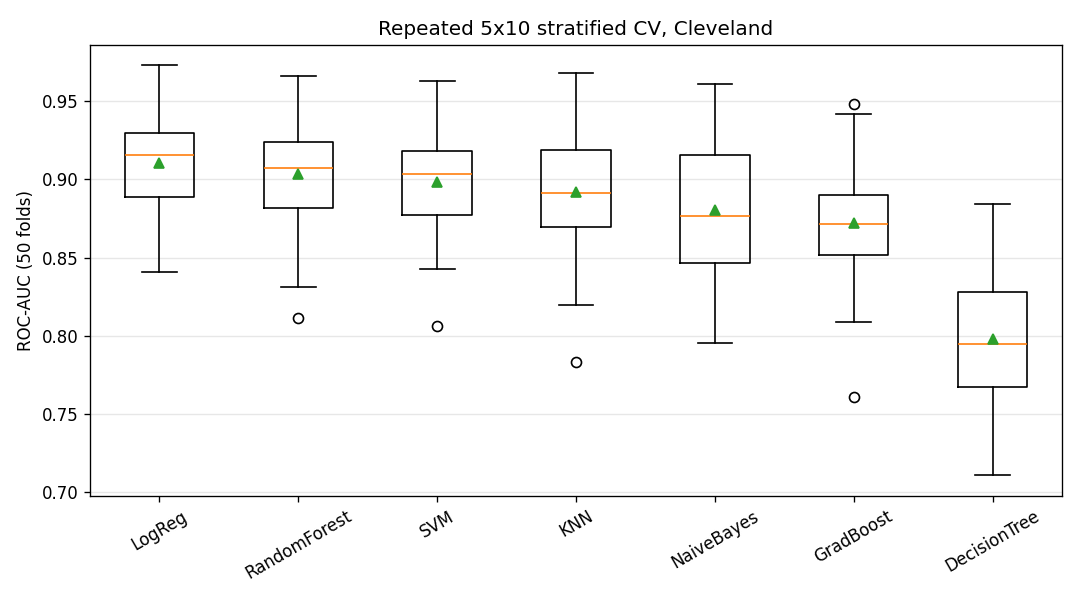 Repeated 5x10 stratified CV, Cleveland
ROC-AUC (50 folds)
0.95
0.90
0.85
0.80
0.75
0.70
LogReg
RandomForest
SVM
KNN
NaiveBayes
GradBoost
DecisionTree